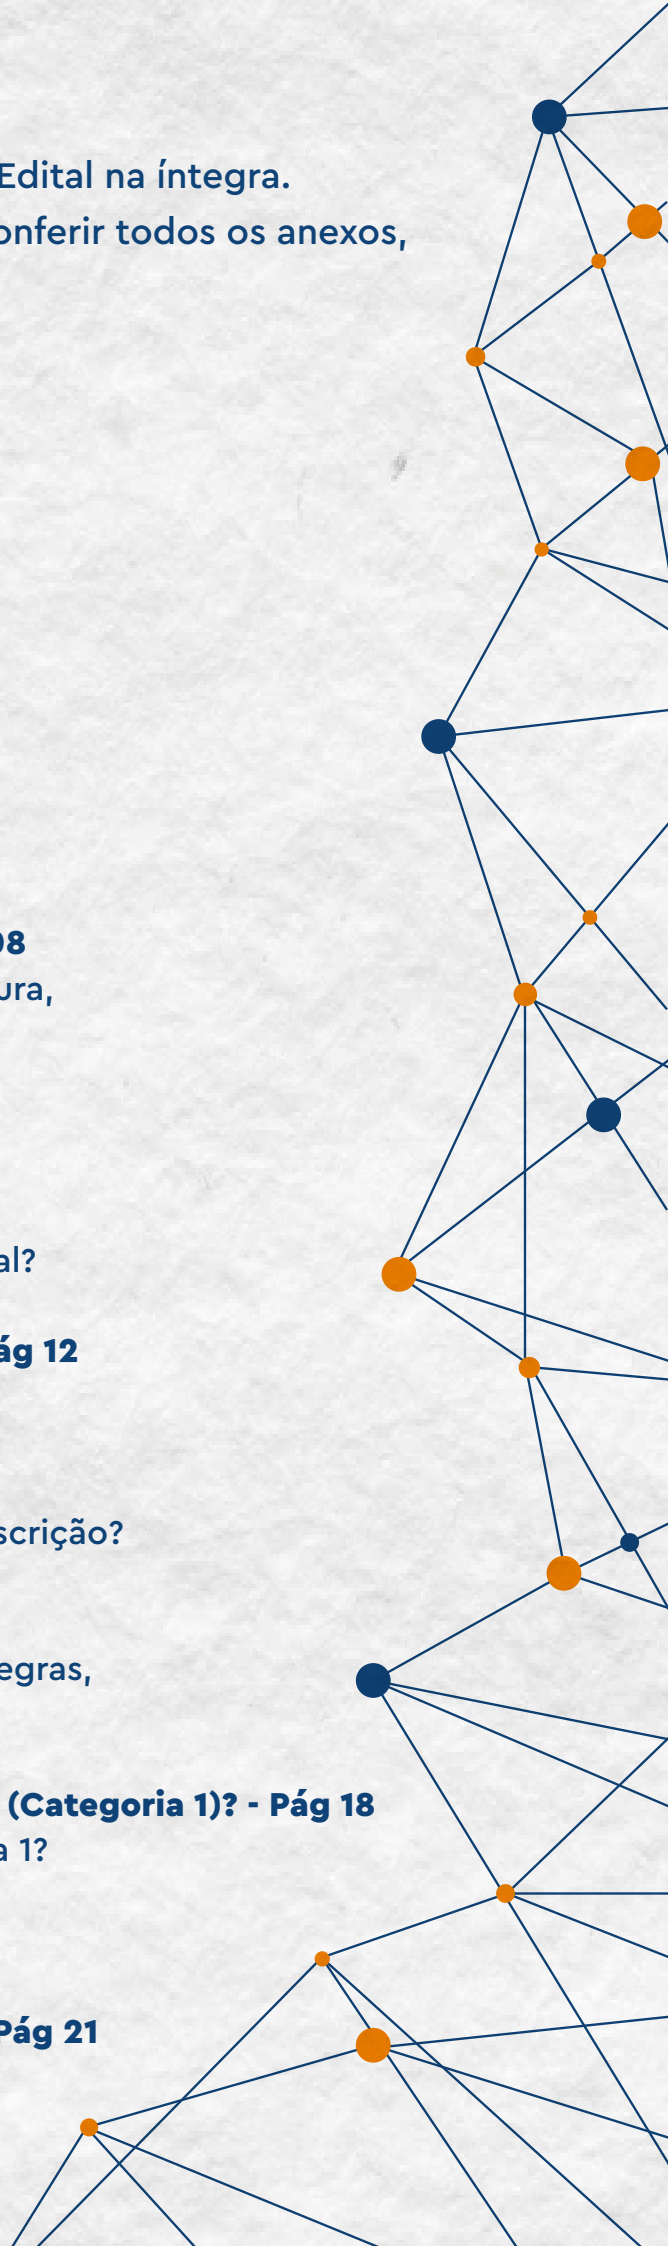 Edital na íntegra.
onferir todos os anexos,
08
ura,
al?
ág 12
scrição?
egras,
(Categoria 1)? - Pág 18
a 1?
Pág 21